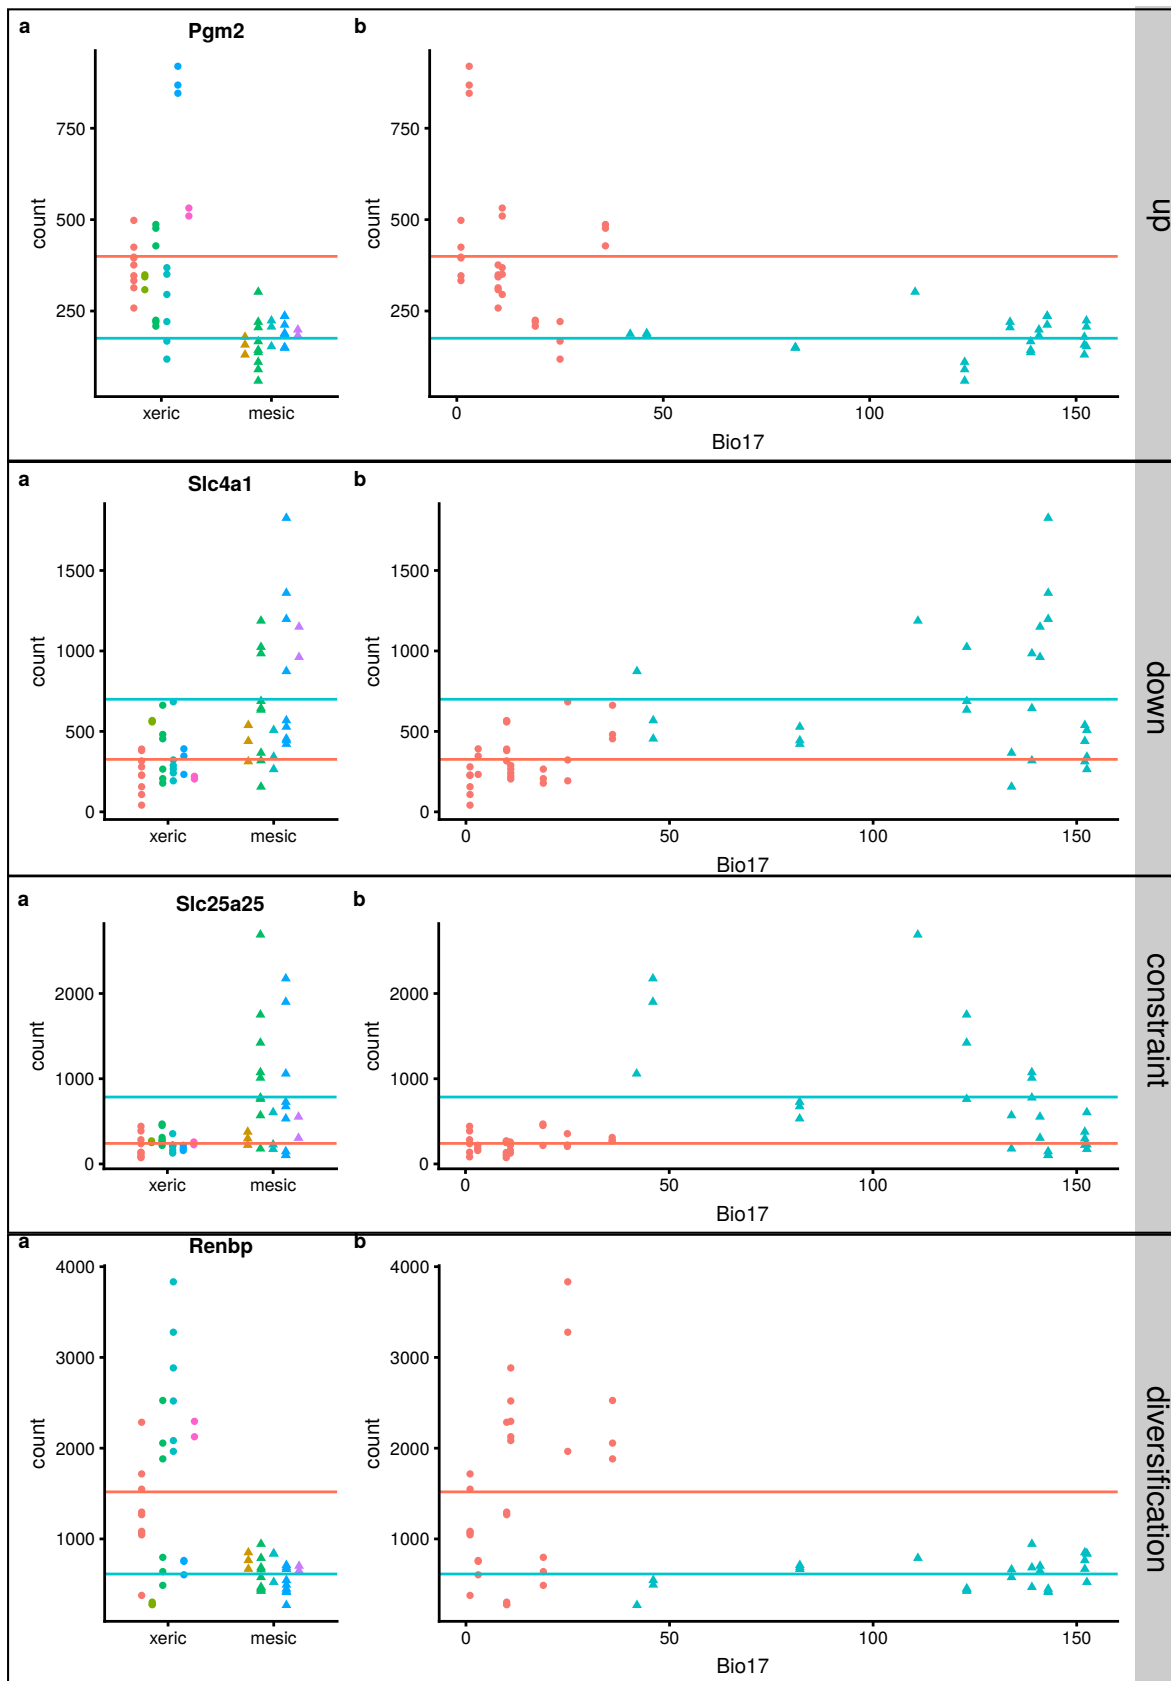 a Pgm2 b
750
500
250
count
xeric mesic
750
500
250
count
0 50 100 150
Bio17
up
a Slc4a1 b
1500
1000
500
0
count
xeric mesic
1500
1000
500
0
count
0 50 100 150
Bio17
down
a Slc25a25 b
2000
1000
0
count
xeric mesic
2000
1000
0
count
0 50 100 150
Bio17
constraint
a Renbp b
4000
3000
2000
1000
count
xeric mesic
4000
3000
2000
1000
count
0 50 100 150
Bio17
diversification